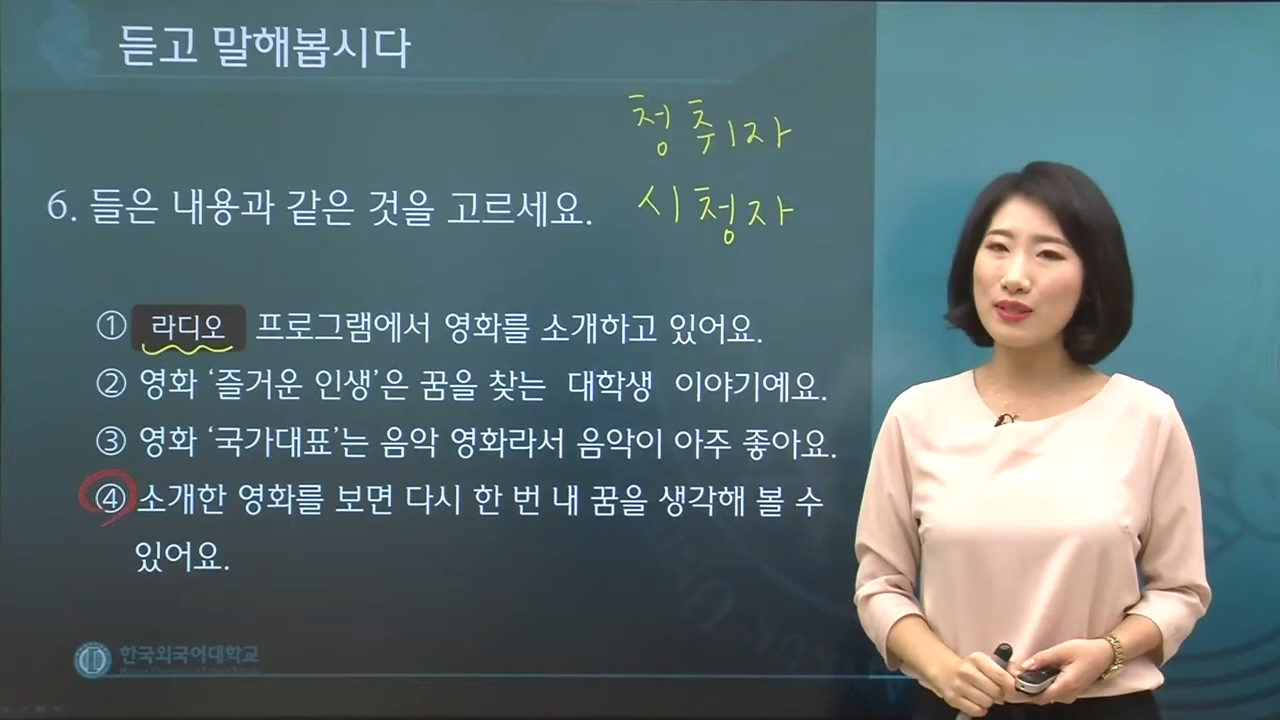 듣고 말해봅시다
청취자
6. 들은 내용과 같은 것을 고르세요.
시청자
① 라디오 프로그램에서 영화를 소개하고 있어요.
② 영화 ‘즐거운 인생’은 꿈을 찾는 대학생 이야기예요.
③ 영화 ‘국가대표’는 음악 영화라서 음악이 아주 좋아요.
④ 소개한 영화를 보면 다시 한 번 내 꿈을 생각해 볼 수
있어요.
한국외국어대학교